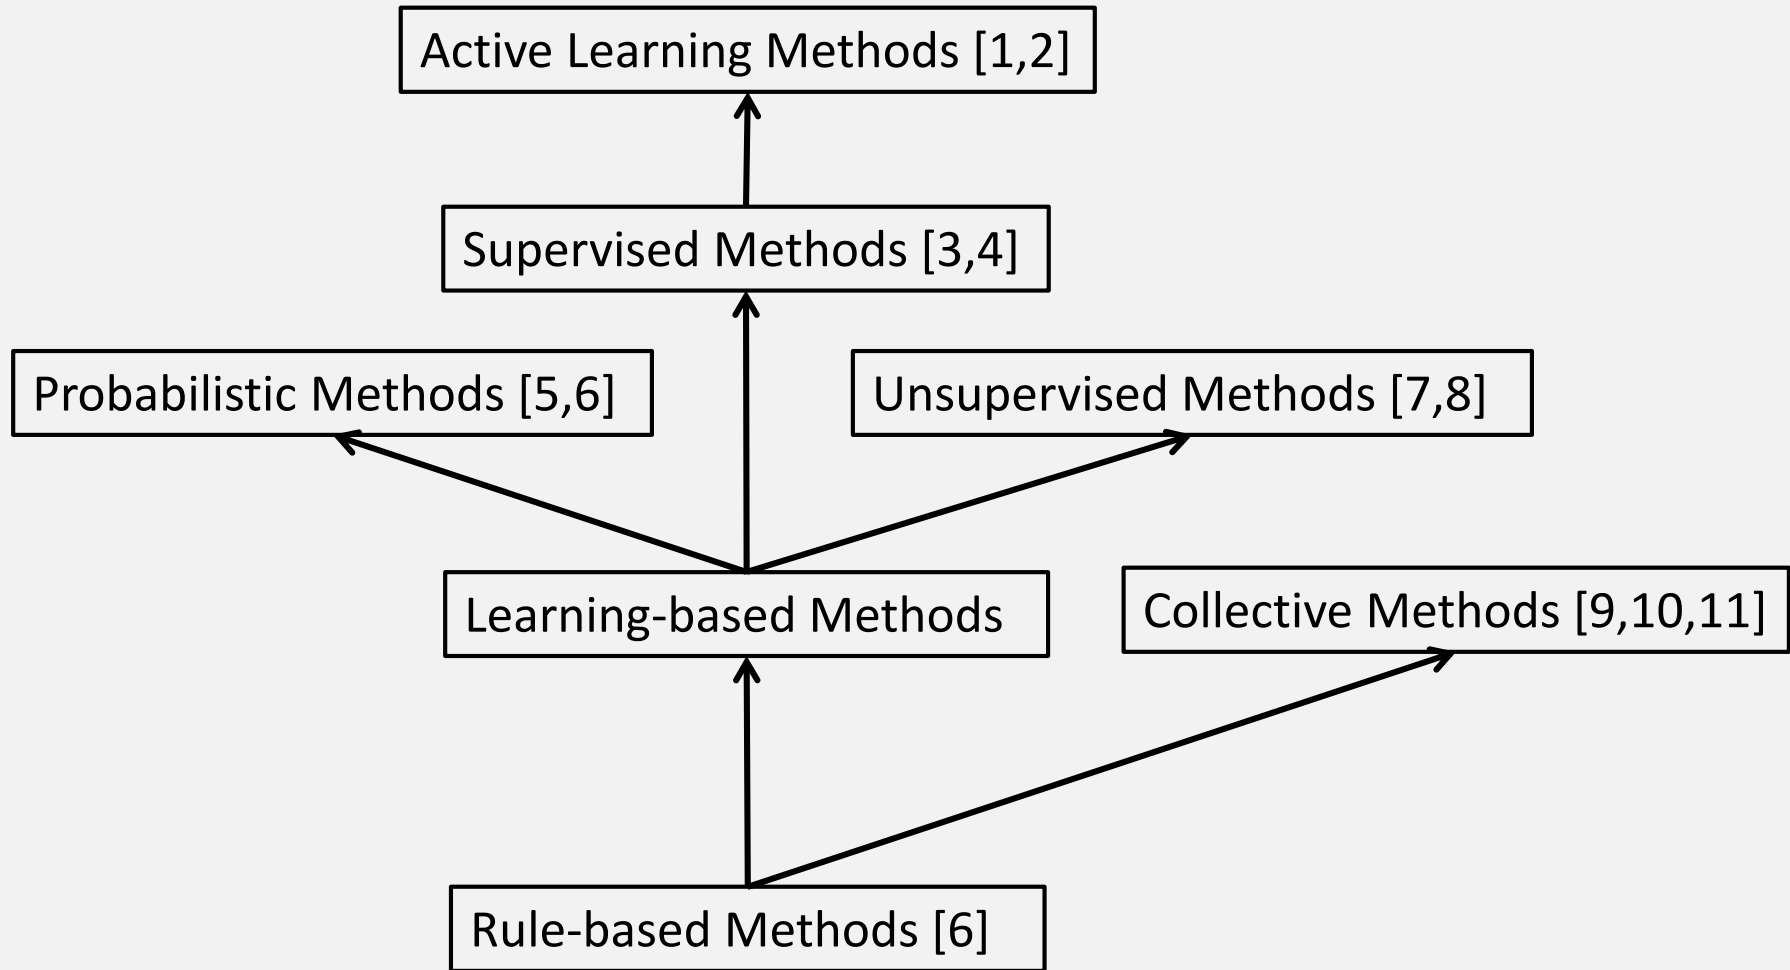 Active Learning Methods [1,2]
Supervised Methods [3,4]
Probabilistic Methods [5,6]
Unsupervised Methods [7,8]
Learning-based Methods
Collective Methods [9,10,11]
Rule-based Methods [6]